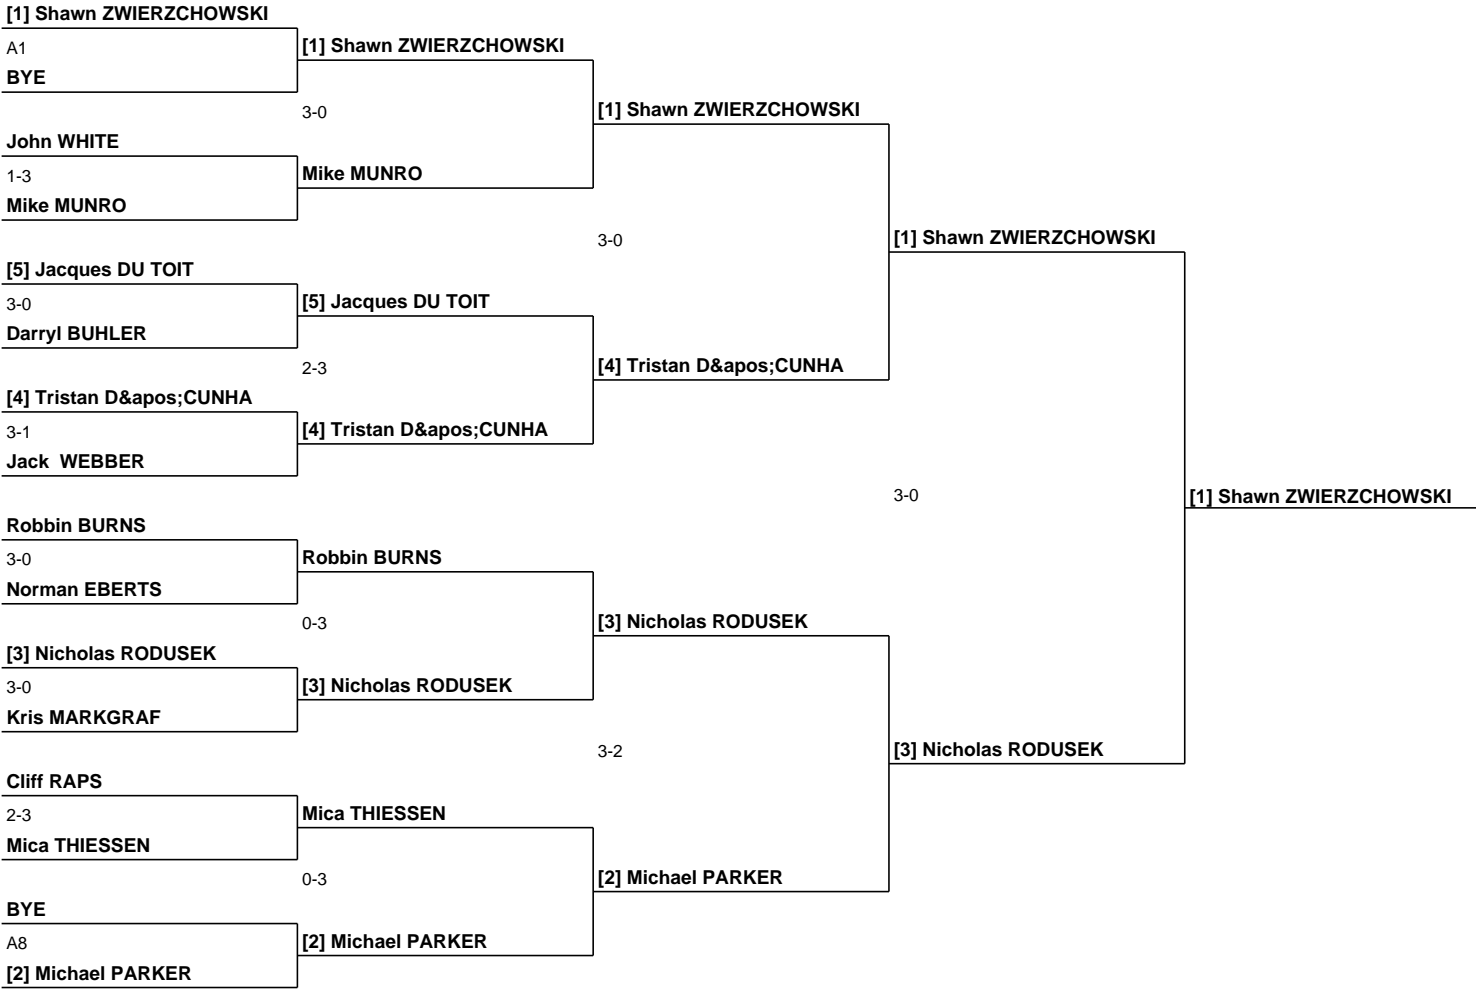 [1] Shawn ZWIERZCHOWSKI
A1
BYE
[1] Shawn ZWIERZCHOWSKI
3-0
John WHITE
1-3
Mike MUNRO
Mike MUNRO
[1] Shawn ZWIERZCHOWSKI
3-0
[5] Jacques DU TOIT
3-0
Darryl BUHLER
[5] Jacques DU TOIT
2-3
[4] Tristan D&apos;CUNHA
3-1
Jack  WEBBER
[4] Tristan D&apos;CUNHA
[4] Tristan D&apos;CUNHA
[1] Shawn ZWIERZCHOWSKI
3-0
[1] Shawn ZWIERZCHOWSKI
Robbin BURNS
3-0
Norman EBERTS
Robbin BURNS
0-3
[3] Nicholas RODUSEK
3-0
Kris MARKGRAF
[3] Nicholas RODUSEK
[3] Nicholas RODUSEK
3-2
Cliff RAPS
2-3
Mica THIESSEN
Mica THIESSEN
0-3
BYE
A8
[2] Michael PARKER
[2] Michael PARKER
[2] Michael PARKER
[3] Nicholas RODUSEK